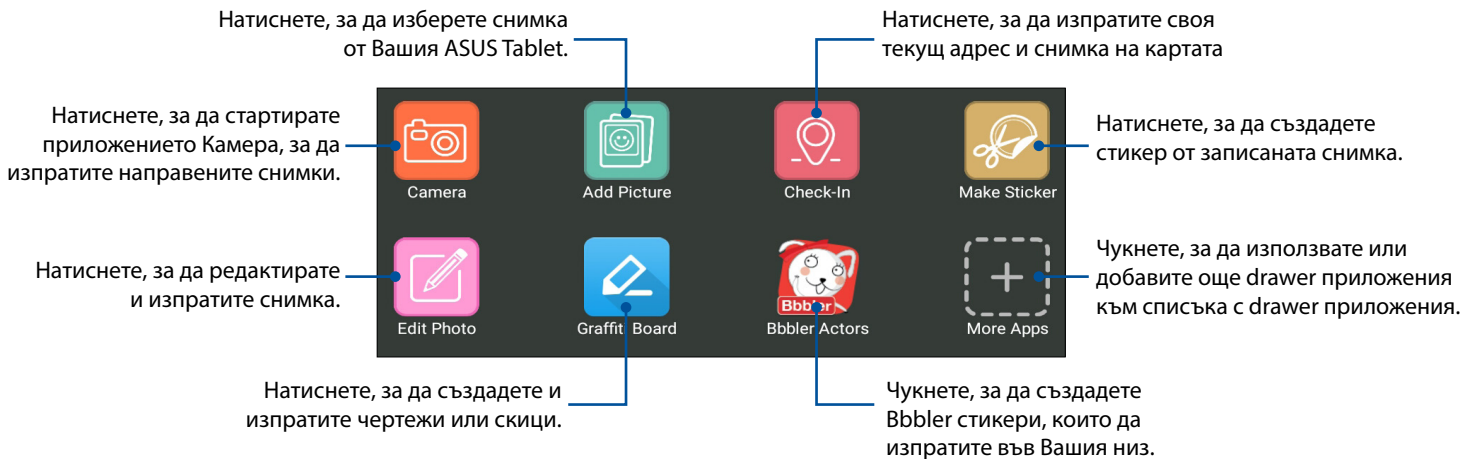 Натиснете, за да изберете снимка
от Вашия ASUS Tablet.
Натиснете, за да изпратите своя
текущ адрес и снимка на картата
Натиснете, за да стартирате
приложението Камера, за да
изпратите направените снимки.
Натиснете, за да създадете
стикер от записаната снимка.
Camera
Add Picture
Check-In
Make Sticker
Натиснете, за да редактирате
и изпратите снимка.
Чукнете, за да използвате или
добавите още drawer приложения
към списъка с drawer приложения.
Bbbler
Edit Photo
Graffiti Board
Bbbler Actors
More Apps
Натиснете, за да създадете и
изпратите чертежи или скици.
Чукнете, за да създадете
Bbbler стикери, които да
изпратите във Вашия низ.